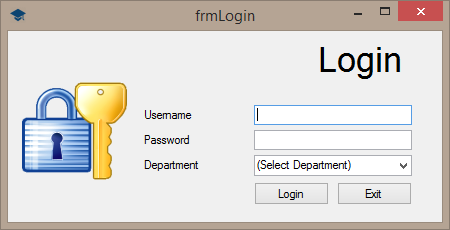 frmLogin
Login
Username
Password
Department (Select Department)
Login Exit